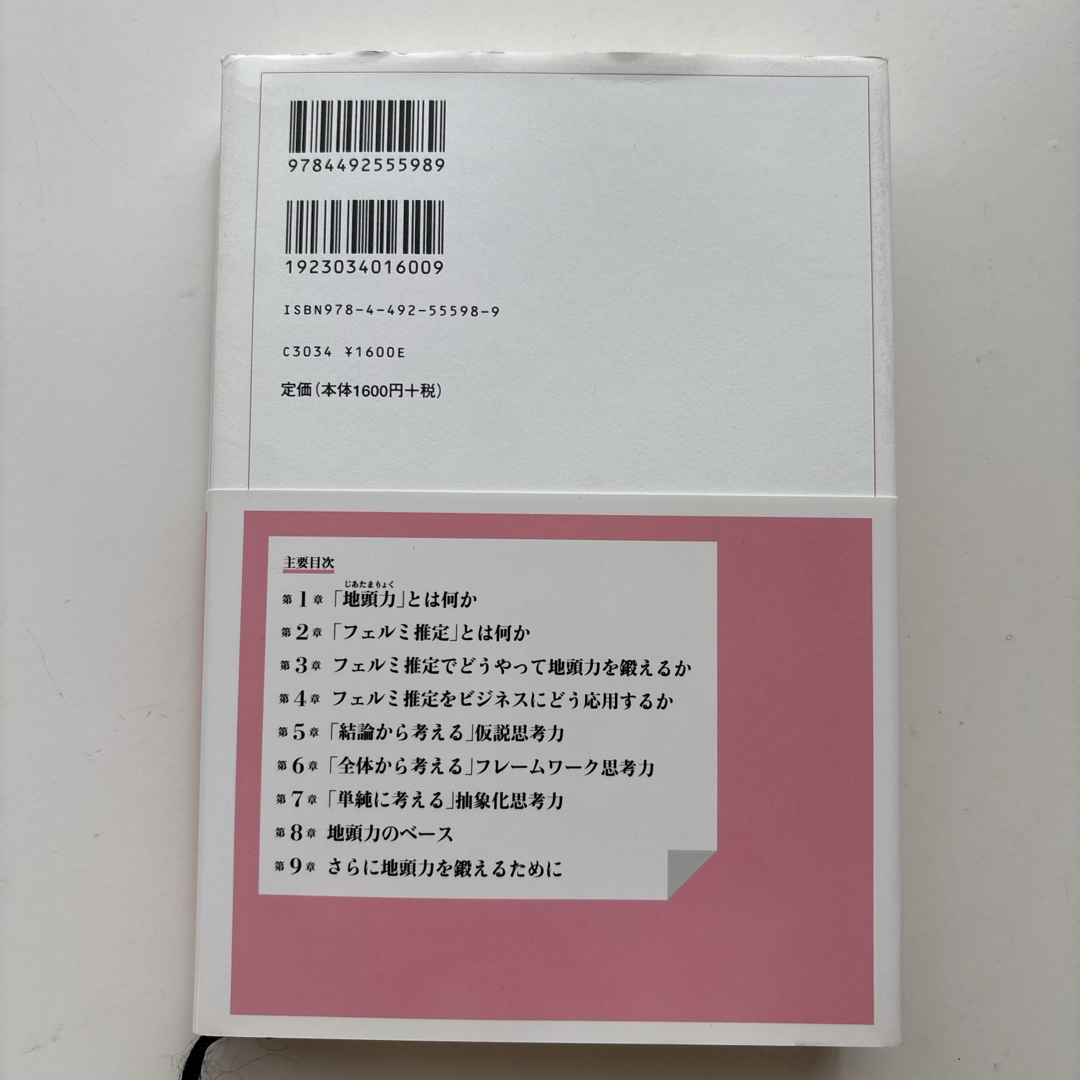 9784492555989
1923034016009
ISBN978-4-492-55598-9
C3034 ¥1600E
定価(本体1600円+税)
主要目次
じあたまりょく
第1章 「地頭力」とは何か
第2章 「フェルミ推定」とは何か
第3章 フェルミ推定でどうやって地頭力を鍛えるか
第4章 フェルミ推定をビジネスにどう応用するか
第5章 「結論から考える」仮説思考力
第6章 「全体から考える」フレームワーク思考力
第7章 「単純に考える」抽象化思考力
第8章 地頭力のベース
第9章 さらに地頭力を鍛えるために